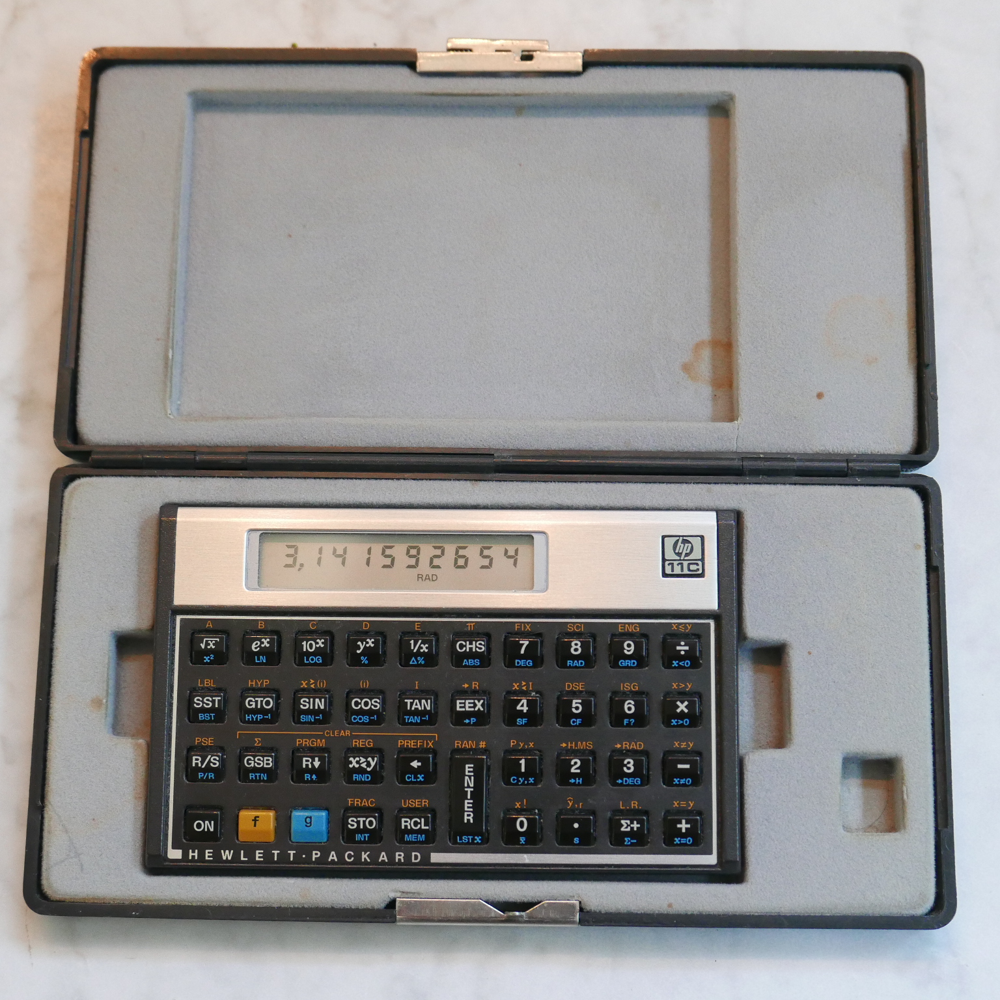 3,141592654
RAD
hp
11C
A B C D E π FIX SCI ENG x≤y
√x e^x 10^x y^x 1/x CHS 7 8 9 ÷
x² LN LOG % Δ% ABS DEG RAD GRD x<0
LBL HYP x≷(i) (i) I →R x≷I DSE ISG x>y
SST GTO SIN COS TAN EEX 4 5 6 ×
BST HYP⁻¹ SIN⁻¹ COS⁻¹ TAN⁻¹ →P SF CF F? x>0
CLEAR
PSE Σ PRGM REG PREFIX RAN # Py,x →H.MS →RAD x≠y
R/S GSB R↓ x≷y ← ENTER 1 2 3 −
P/R RTN R↑ RND CLx Cy,x →H →DEG x≠0
FRAC USER x! ŷ,r L.R. x=y
ON f g STO RCL 0 · Σ+ +
INT MEM LSTx x̄ s Σ− x=0
HEWLETT·PACKARD